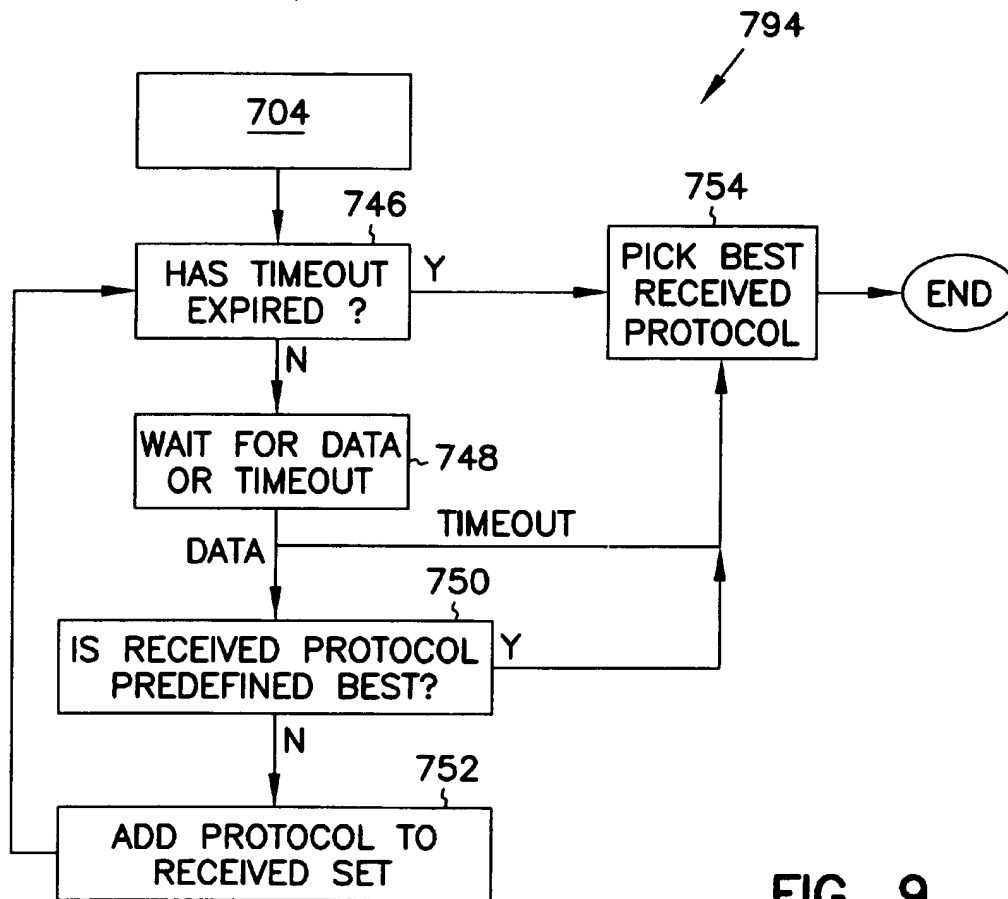 794
704
746
754
HAS TIMEOUT
EXPIRED ?
Y
PICK BEST
RECEIVED
PROTOCOL
END
N
WAIT FOR DATA
OR TIMEOUT
748
TIMEOUT
DATA
750
IS RECEIVED PROTOCOL
PREDEFINED BEST?
Y
N
752
ADD PROTOCOL TO
RECEIVED SET
FIG. 9